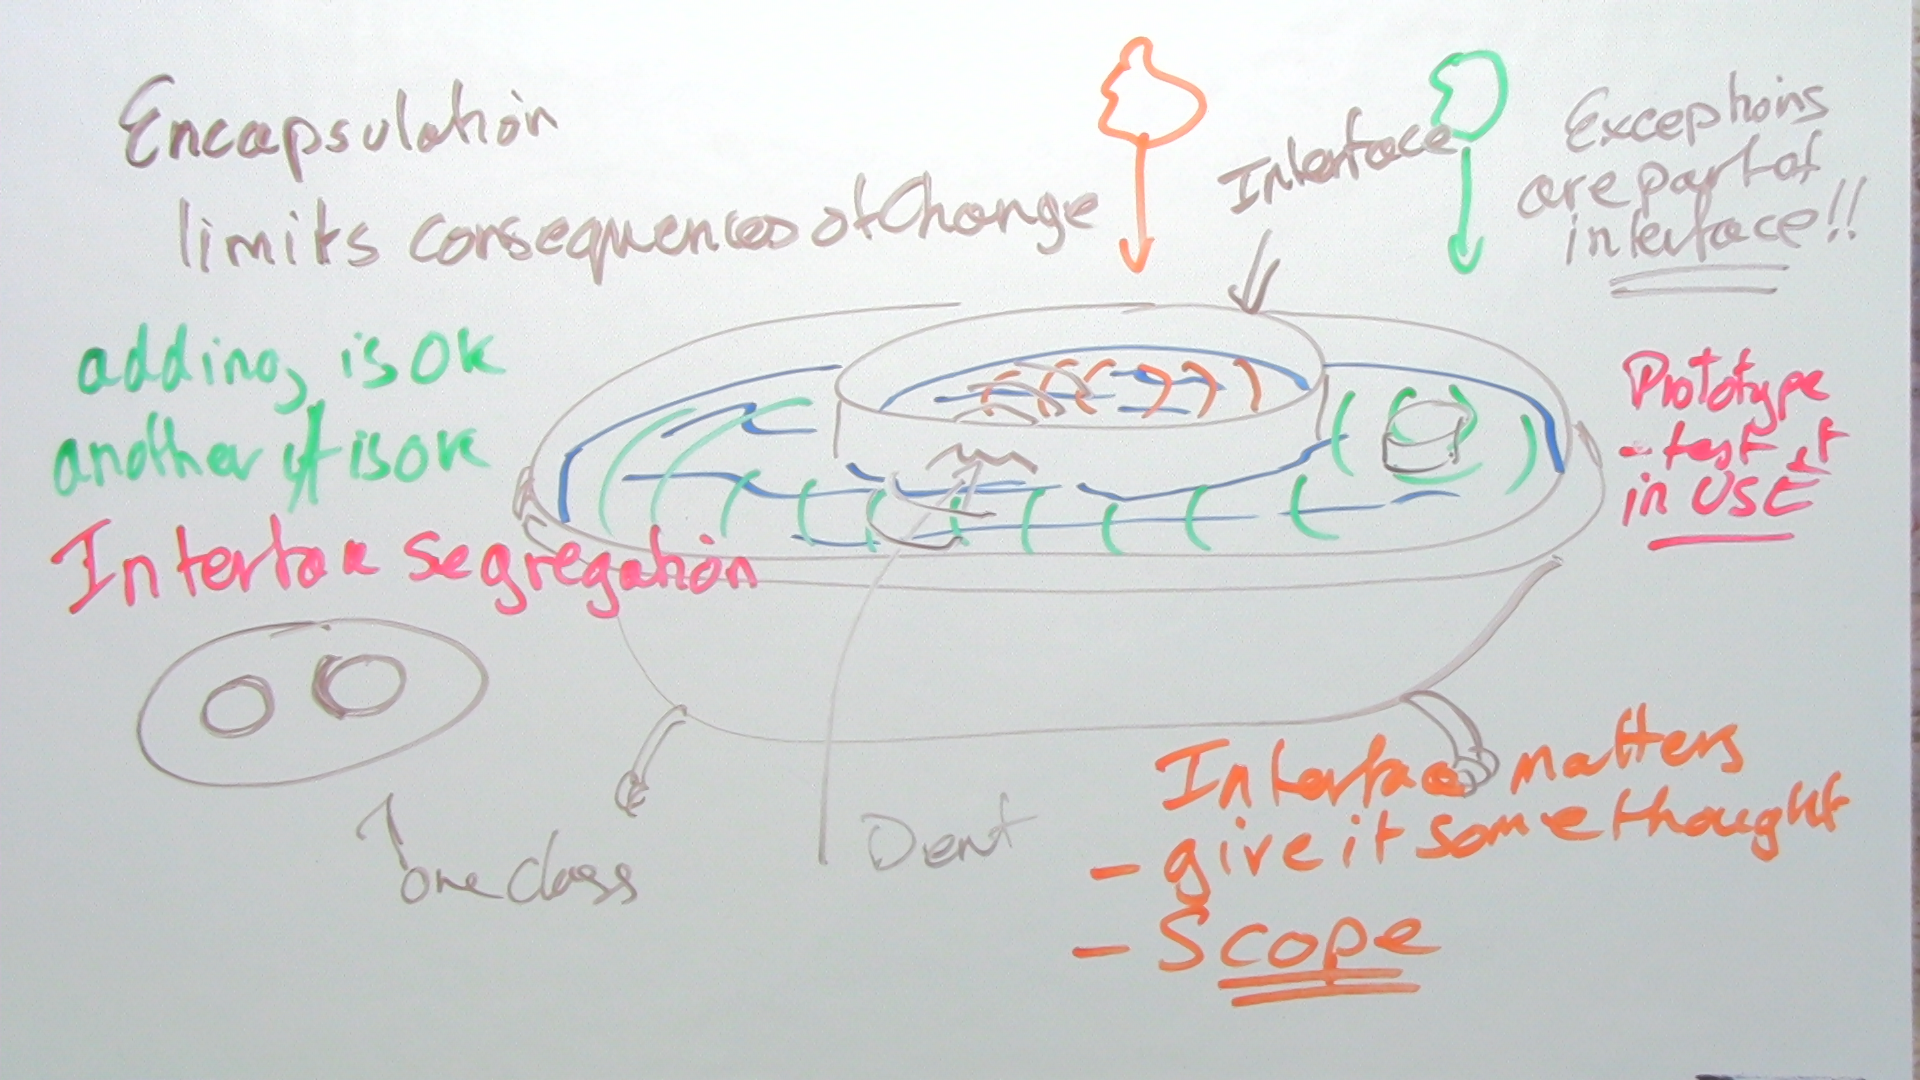 Encapsulation
limits consequences of Change
Interface
Exceptions
are part of
interface!!
adding is OK
another is OK
Interface segregation
Prototype
- test it
in USE
one class
Dent
Interface matters
- give it some thought
- Scope